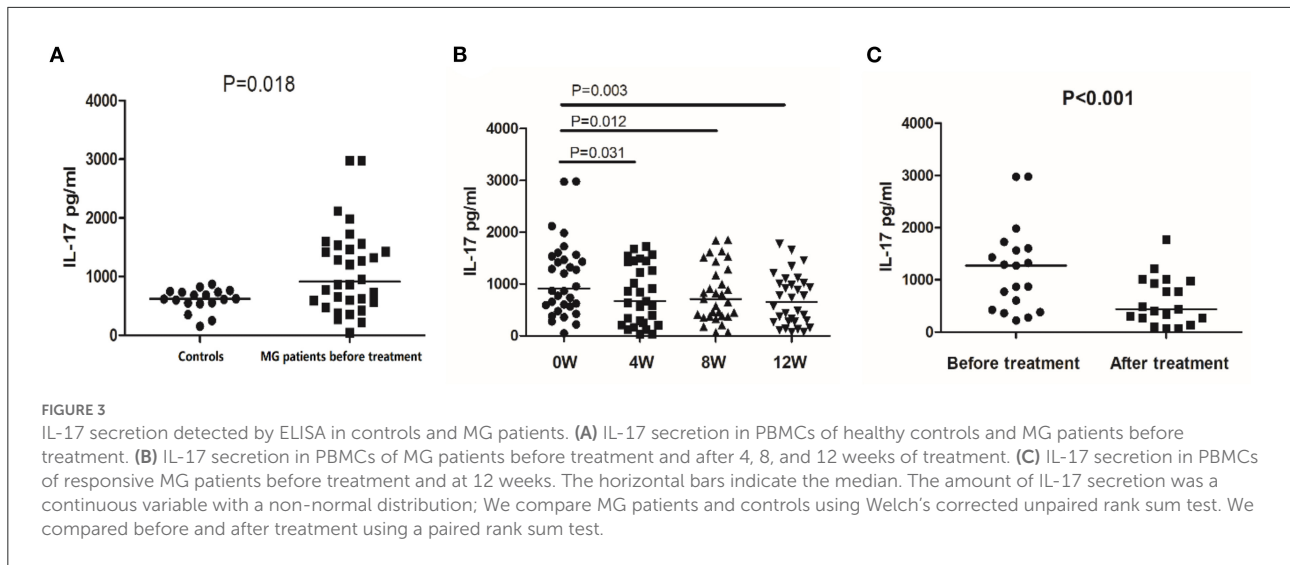 A
P=0.018
4000
3000
2000
1000
0
IL-17 pg/ml
Controls
MG patients before treatment
B
P=0.003
P=0.012
P=0.031
4000
3000
2000
1000
0
IL-17 pg/ml
0W
4W
8W
12W
C
P<0.001
4000
3000
2000
1000
0
IL-17 pg/ml
Before treatment
After treatment
FIGURE 3
IL-17 secretion detected by ELISA in controls and MG patients. (A) IL-17 secretion in PBMCs of healthy controls and MG patients before
treatment. (B) IL-17 secretion in PBMCs of MG patients before treatment and after 4, 8, and 12 weeks of treatment. (C) IL-17 secretion in PBMCs
of responsive MG patients before treatment and at 12 weeks. The horizontal bars indicate the median. The amount of IL-17 secretion was a
continuous variable with a non-normal distribution; We compare MG patients and controls using Welch's corrected unpaired rank sum test. We
compared before and after treatment using a paired rank sum test.